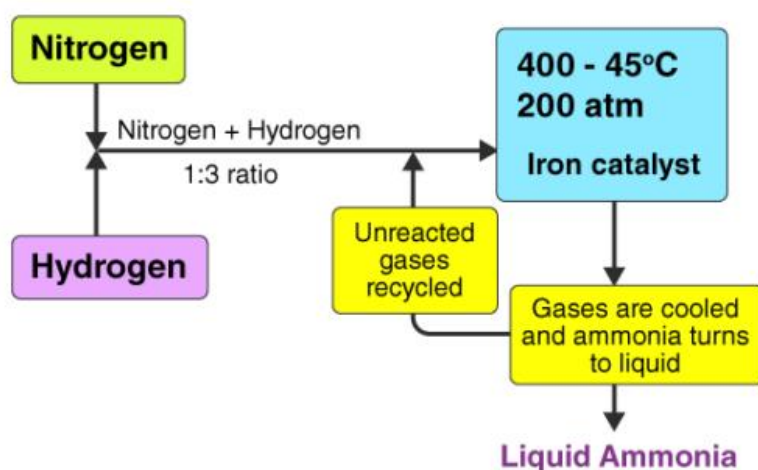 Nitrogen
Nitrogen + Hydrogen
1:3 ratio
Hydrogen
400 - 45°C
200 atm
Iron catalyst
Unreacted
gases
recycled
Gases are cooled
and ammonia turns
to liquid
Liquid Ammonia